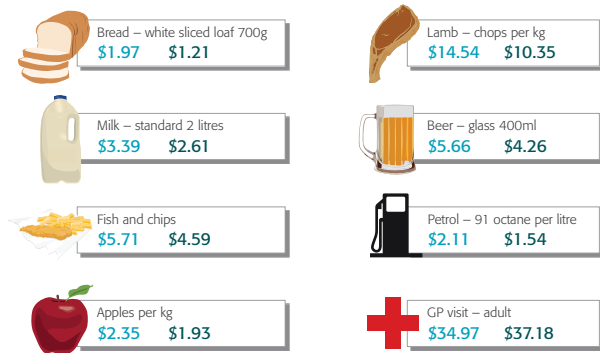 Bread – white sliced loaf 700g
$1.97 $1.21
Lamb – chops per kg
$14.54 $10.35
Milk – standard 2 litres
$3.39 $2.61
Beer – glass 400ml
$5.66 $4.26
Fish and chips
$5.71 $4.59
Petrol – 91 octane per litre
$2.11 $1.54
Apples per kg
$2.35 $1.93
GP visit – adult
$34.97 $37.18